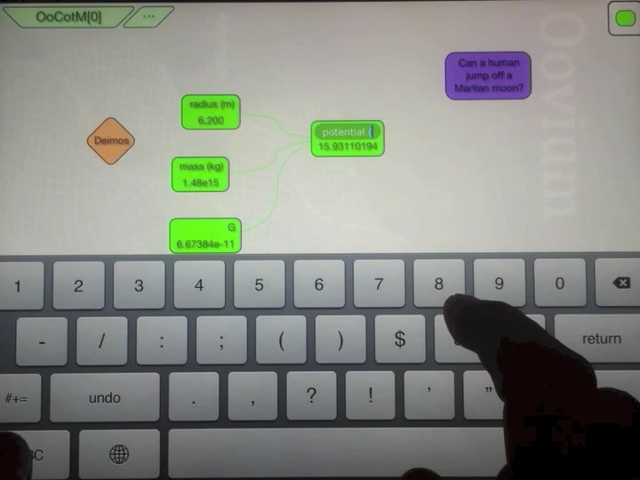 OoCotM[0]
...
Can a human
jump off a
Martian moon?
Oovium
radius (m)
6,200
Deimos
potential (
15.93110194
mass (kg)
1.48e15
G
6.67384e-11
1 2 3 4 5 6 7 8 9 0
- / : ; ( ) $ return
#+= undo . , ? ! ' "
BC